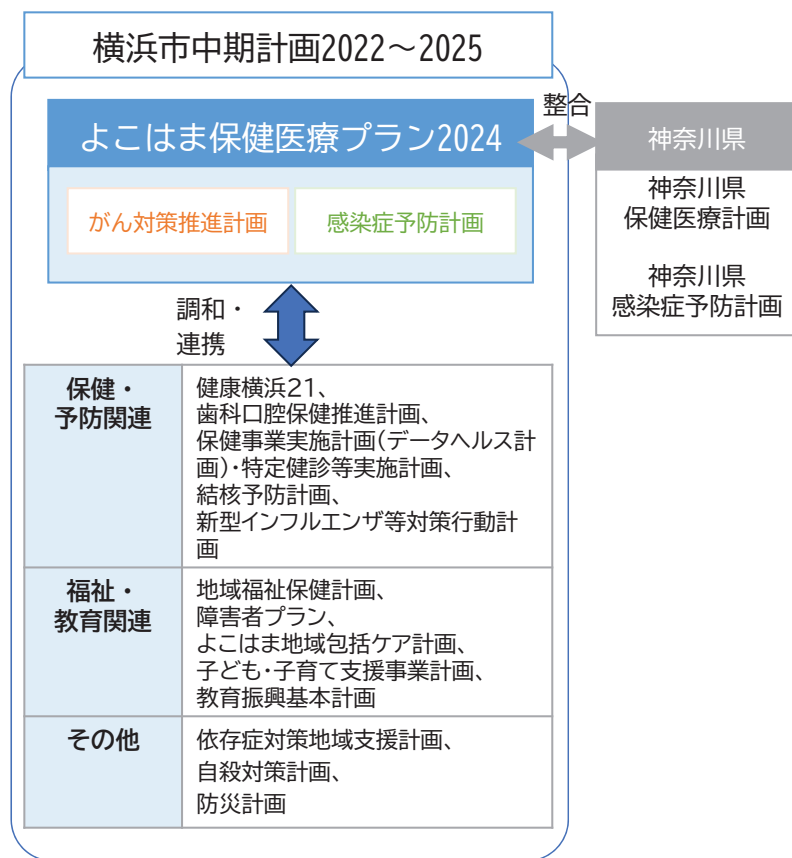 横浜市中期計画2022～2025
よこはま保健医療プラン2024
整合
神奈川県
がん対策推進計画
感染症予防計画
神奈川県
保健医療計画
神奈川県
感染症予防計画
調和・
連携
保健・
予防関連
健康横浜21、
歯科口腔保健推進計画、
保健事業実施計画(データヘルス計
画)・特定健診等実施計画、
結核予防計画、
新型インフルエンザ等対策行動計
画
福祉・
教育関連
地域福祉保健計画、
障害者プラン、
よこはま地域包括ケア計画、
子ども・子育て支援事業計画、
教育振興基本計画
その他
依存症対策地域支援計画、
自殺対策計画、
防災計画